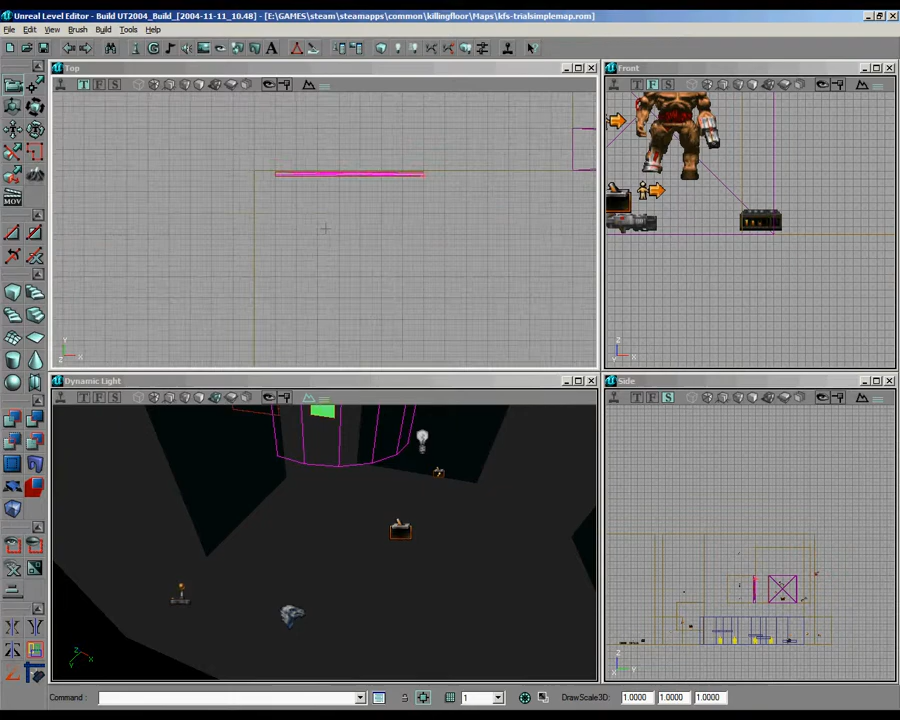 Unreal Level Editor - Build UT2004_Build_[2004-11-11_10.48] - [E:\GAMES\steam\steamapps\common\killingfloor\Maps\kfs-trialsimplemap.rom]
File Edit View Brush Build Tools Help
Top
T F S
Front
T F S
MOV
Y
Z X
Z
Y X
Dynamic Light
T F S
Side
T F S
Z
Y X
Z
X Y
Command :
1
DrawScale3D: 1.0000 1.0000 1.0000